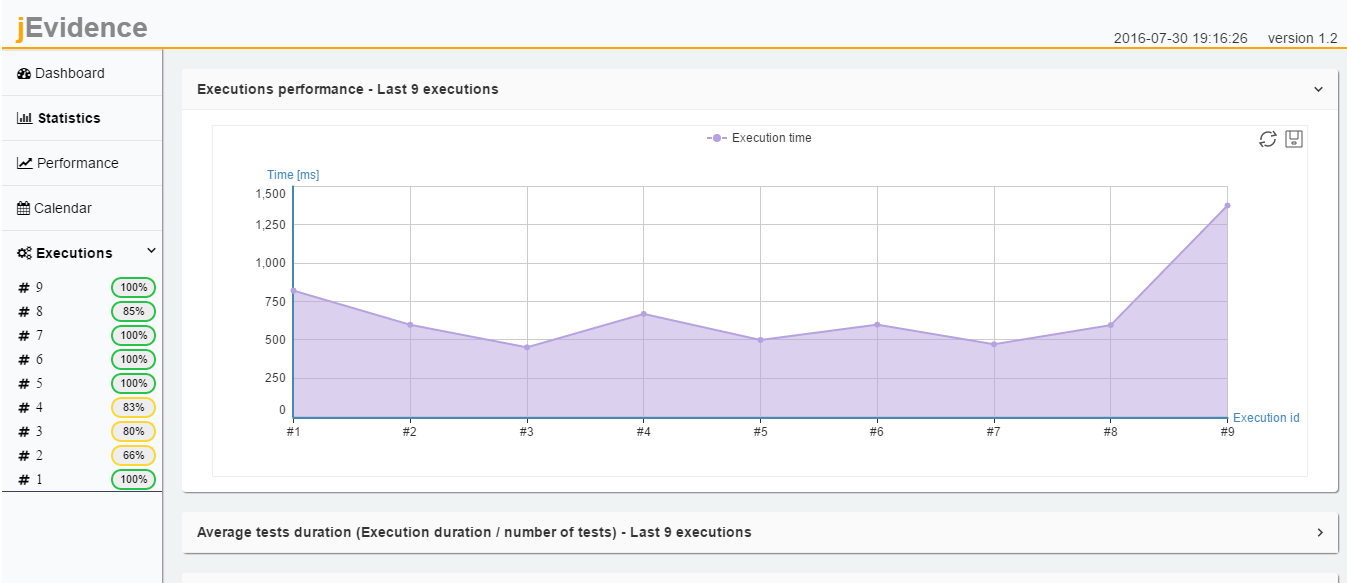 jEvidence
2016-07-30 19:16:26 version 1.2
Dashboard
Statistics
Performance
Calendar
Executions
# 9 100%
# 8 85%
# 7 100%
# 6 100%
# 5 100%
# 4 83%
# 3 80%
# 2 66%
# 1 100%
Executions performance - Last 9 executions
Execution time
Time [ms]
1,500
1,250
1,000
750
500
250
0
#1 #2 #3 #4 #5 #6 #7 #8 #9
Execution id
Average tests duration (Execution duration / number of tests) - Last 9 executions